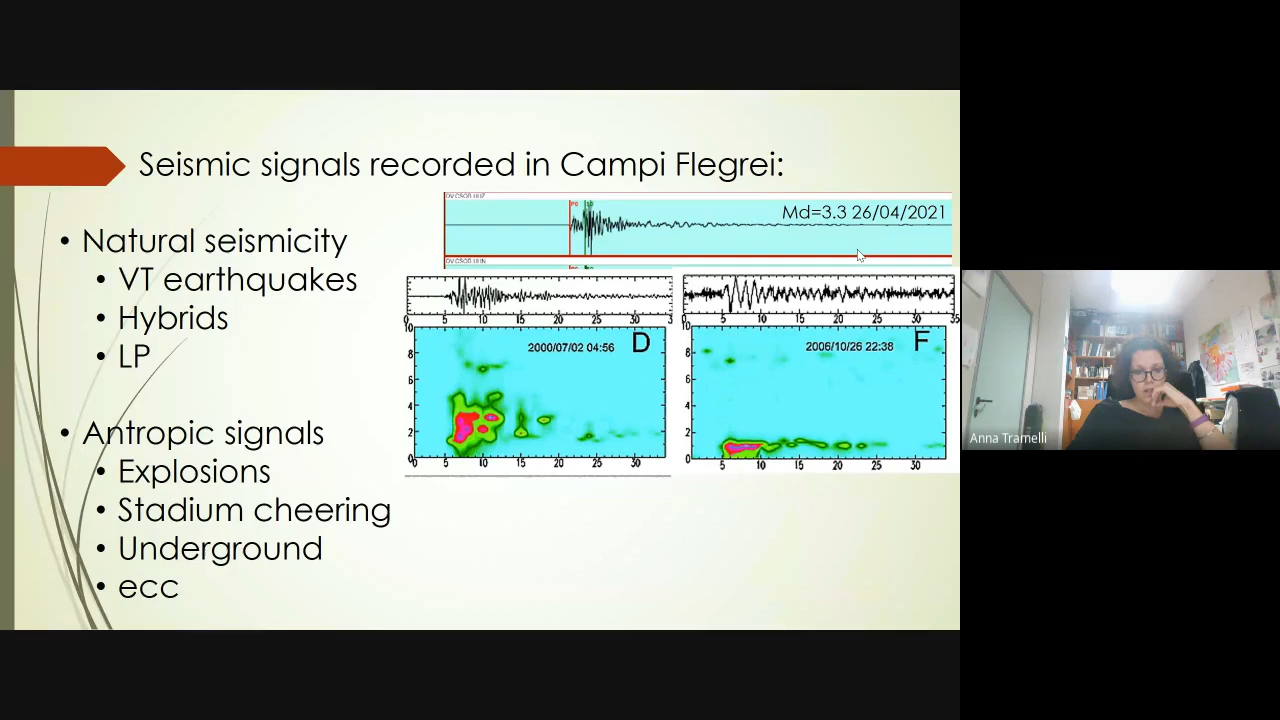 Seismic signals recorded in Campi Flegrei:
• Natural seismicity
• VT earthquakes
• Hybrids
• LP
• Antropic signals
• Explosions
• Stadium cheering
• Underground
• ecc
Md=3.3 26/04/2021
0 5 10 15 20 25 30 3
0 5 10 15 20 25 30 35
2000/07/02 04:56 D
10
8
6
4
2
0
0 5 10 15 20 25 30
2006/10/26 22:38 F
10
8
6
4
2
0
5 10 15 20 25 30
Anna Tramelli